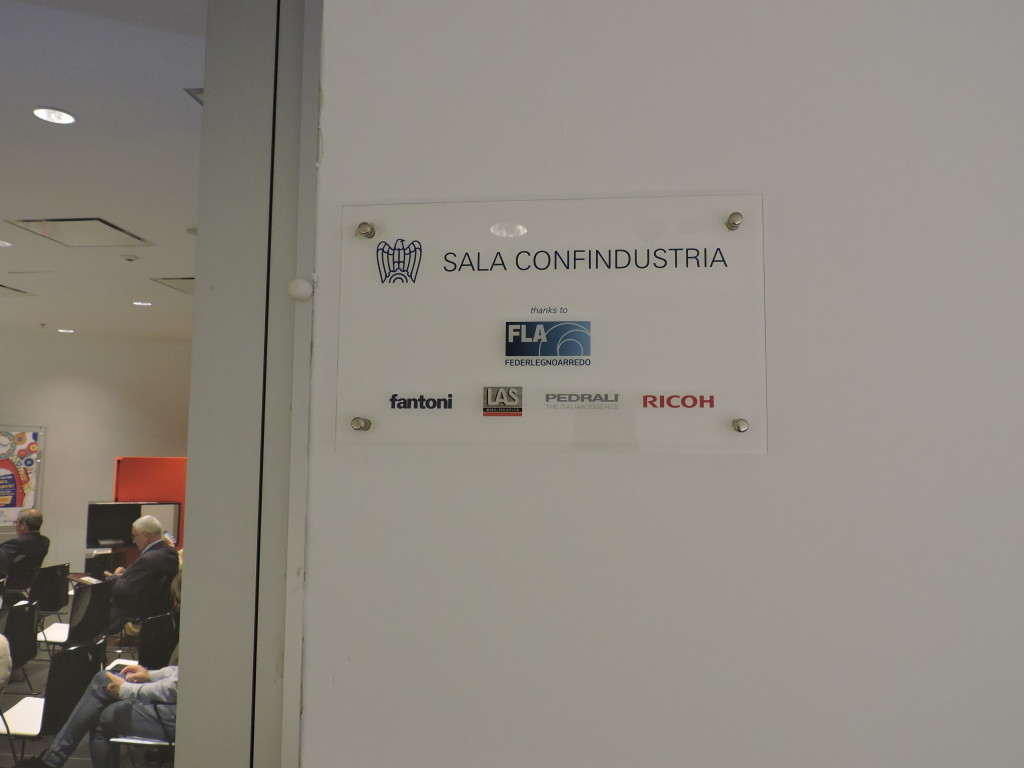 SALA CONFINDUSTRIA
thanks to
FLA
FEDERLEGNOARREDO
fantoni
LAS
PEDRALI
THE ITALIAN ESSENCE
RICOH